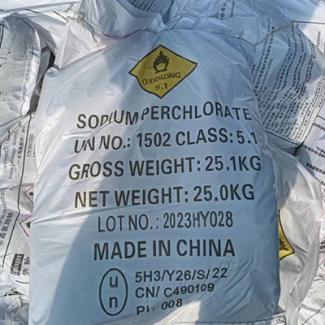 OXIDIZING
5.1
SODIUM PERCHLORATE
UN NO.: 1502 CLASS: 5.1
GROSS WEIGHT: 25.1KG
NET WEIGHT: 25.0KG
LOT NO.: 2023HY028
MADE IN CHINA
un
5H3/Y26/S/22
CN/ C490109
PI: 008